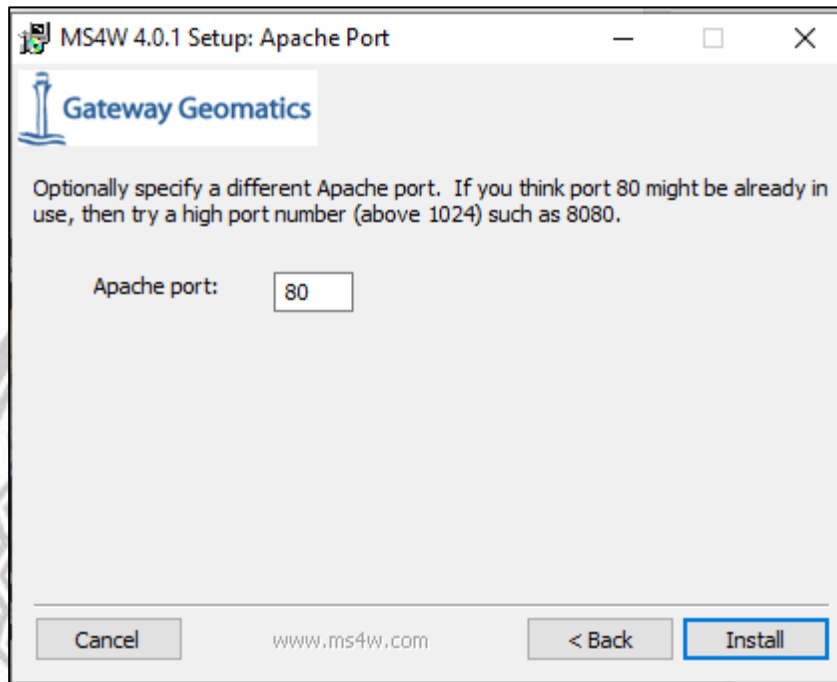 MS4W 4.0.1 Setup: Apache Port
Gateway Geomatics
Optionally specify a different Apache port. If you think port 80 might be already in
use, then try a high port number (above 1024) such as 8080.
Apache port: 80
Cancel www.ms4w.com < Back Install